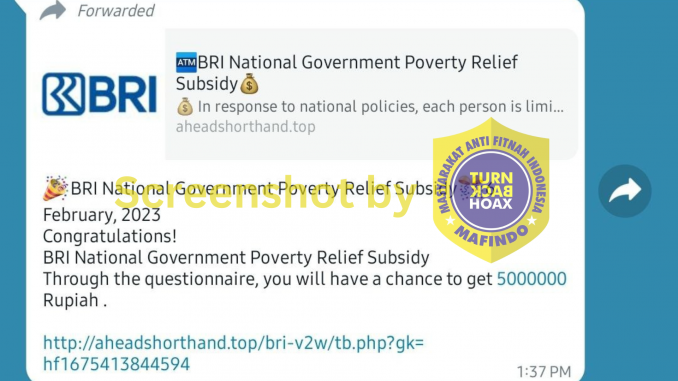 Forwarded
BRI
ATM BRI National Government Poverty Relief
Subsidy💰
💰 In response to national policies, each person is limi...
aheadshorthand.top
🎉BRI National Government Poverty Relief Subsidy🎉
Screenshot by
MASYARAKAT ANTI FITNAH INDONESIA
TURN
BACK
HOAX
MAFINDO
February, 2023
Congratulations!
BRI National Government Poverty Relief Subsidy
Through the questionnaire, you will have a chance to get 5000000
Rupiah .
http://aheadshorthand.top/bri-v2w/tb.php?gk=
hf1675413844594
1:37 PM